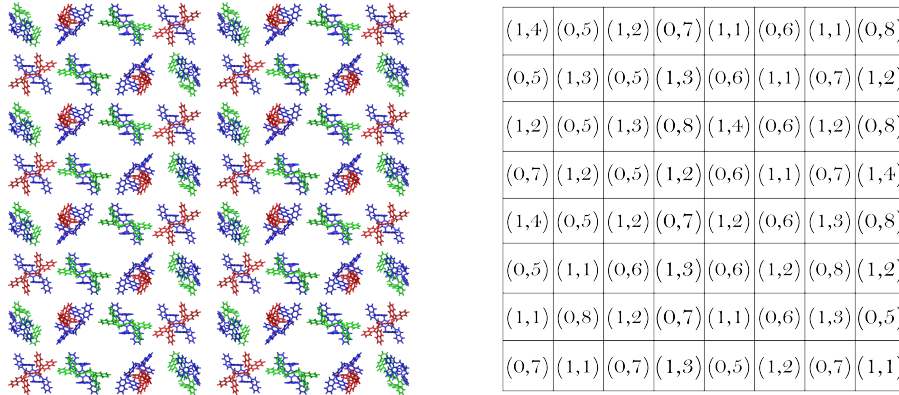 (1,4) (0,5) (1,2) (0,7) (1,1) (0,6) (1,1) (0,8)
(0,5) (1,3) (0,5) (1,3) (0,6) (1,1) (0,7) (1,2)
(1,2) (0,5) (1,3) (0,8) (1,4) (0,6) (1,2) (0,8)
(0,7) (1,2) (0,5) (1,2) (0,6) (1,1) (0,7) (1,4)
(1,4) (0,5) (1,2) (0,7) (1,2) (0,6) (1,3) (0,8)
(0,5) (1,1) (0,6) (1,3) (0,6) (1,2) (0,8) (1,2)
(1,1) (0,8) (1,2) (0,7) (1,1) (0,6) (1,3) (0,5)
(0,7) (1,1) (0,7) (1,3) (0,5) (1,2) (0,7) (1,1)